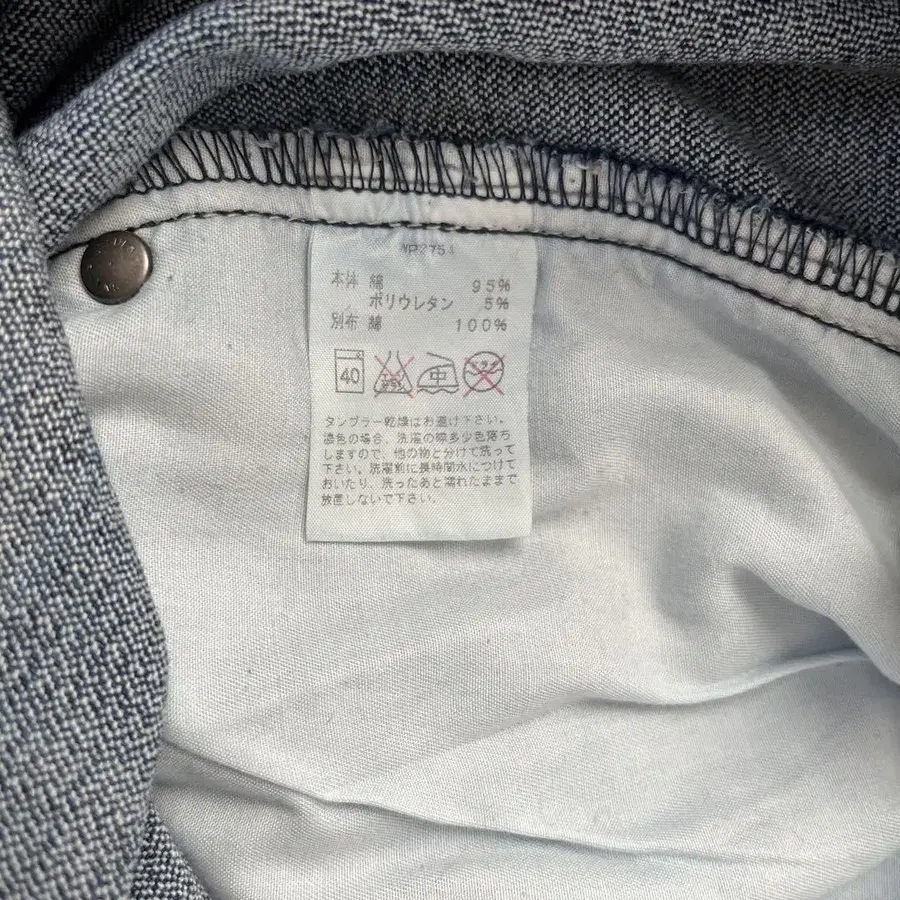 本体 綿 95%
ポリウレタン 5%
別布 綿 100%
40 中
タンブラー乾燥はお避け下さい。
濃色の場合、洗濯の際多少色落ち
しますので、他の物と分けて洗って
下さい。洗濯前に長時間水につけて
おいたり、洗ったあと濡れたままで
放置しないで下さい。